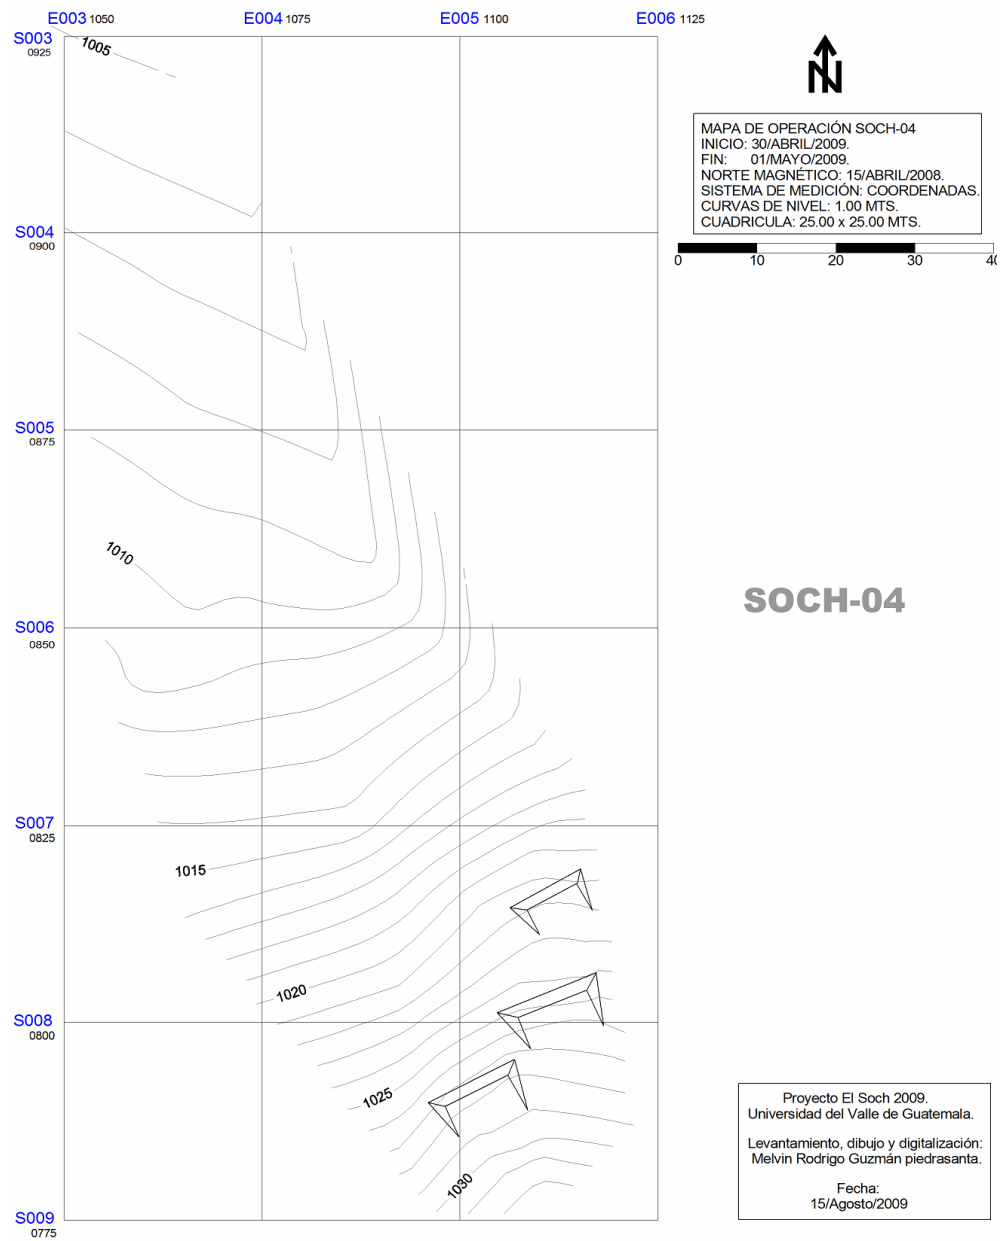 E003 1050 E004 1075 E005 1100 E006 1125
S003
0925
1005
N
MAPA DE OPERACIÓN SOCH-04
INICIO: 30/ABRIL/2009.
FIN: 01/MAYO/2009.
NORTE MAGNÉTICO: 15/ABRIL/2008.
SISTEMA DE MEDICIÓN: COORDENADAS.
CURVAS DE NIVEL: 1.00 MTS.
CUADRICULA: 25.00 x 25.00 MTS.
0 10 20 30 40
S004
0900
S005
0875
1010
SOCH-04
S006
0850
S007
0825
1015
1020
S008
0800
1025
1030
S009
0775
Proyecto El Soch 2009.
Universidad del Valle de Guatemala.
Levantamiento, dibujo y digitalización:
Melvin Rodrigo Guzmán piedrasanta.
Fecha:
15/Agosto/2009